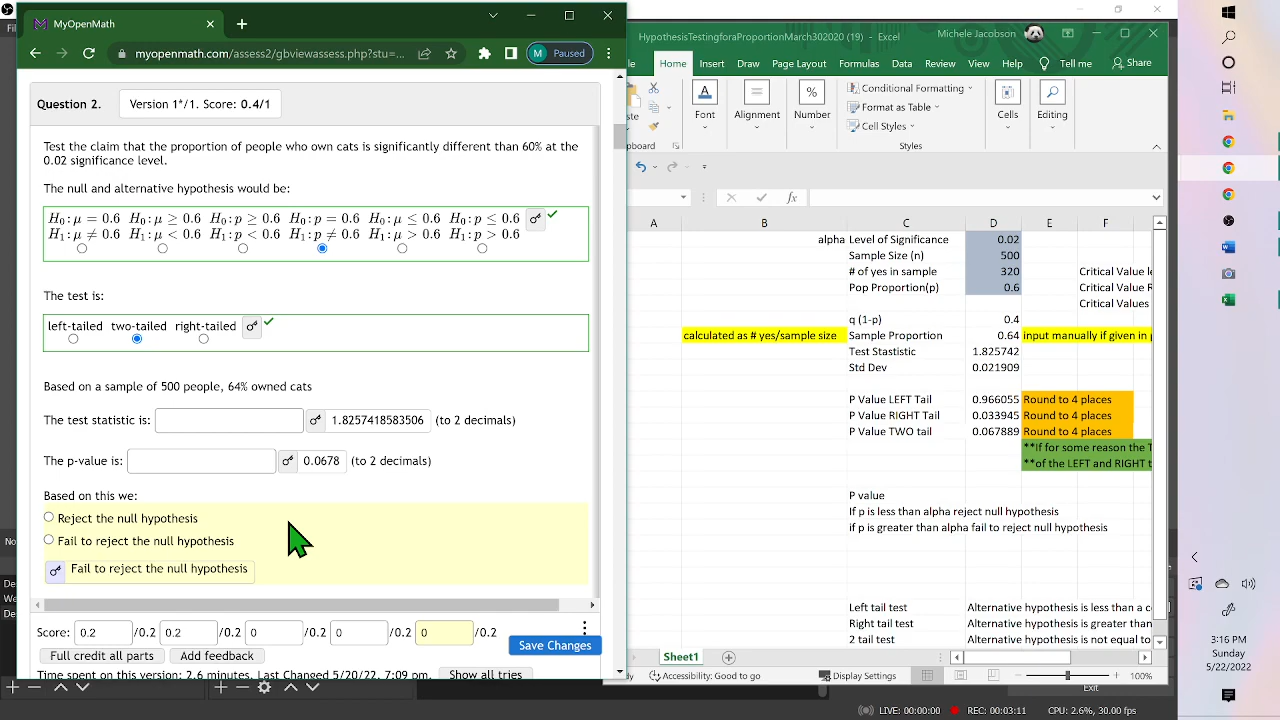 MyOpenMath
myopenmath.com/assess2/gbviewassess.php?stu=...
M Paused
Question 2. Version 1*/1. Score: 0.4/1
Test the claim that the proportion of people who own cats is significantly different than 60% at the
0.02 significance level.
The null and alternative hypothesis would be:
H₀ : μ = 0.6 H₀ : μ ≥ 0.6 H₀ : p ≥ 0.6 H₀ : p = 0.6 H₀ : μ ≤ 0.6 H₀ : p ≤ 0.6
H₁ : μ ≠ 0.6 H₁ : μ < 0.6 H₁ : p < 0.6 H₁ : p ≠ 0.6 H₁ : μ > 0.6 H₁ : p > 0.6
The test is:
left-tailed two-tailed right-tailed
Based on a sample of 500 people, 64% owned cats
The test statistic is: 1.8257418583506 (to 2 decimals)
The p-value is: 0.0678 (to 2 decimals)
Based on this we:
Reject the null hypothesis
Fail to reject the null hypothesis
Fail to reject the null hypothesis
Score: 0.2 /0.2 0.2 /0.2 0 /0.2 0 /0.2 0 /0.2
Save Changes
Full credit all parts Add feedback
HypothesisTestingforaProportionMarch302020 (19) - Excel
Michele Jacobson
Home Insert Draw Page Layout Formulas Data Review View Help Tell me Share
Font Alignment Number
Conditional Formatting
Format as Table
Cell Styles
Cells Editing
Styles
fx
A B C D E F
alpha Level of Significance 0.02
Sample Size (n) 500
# of yes in sample 320 Critical Value le
Pop Proportion(p) 0.6 Critical Value R
Critical Values
q (1-p) 0.4
calculated as # yes/sample size Sample Proportion 0.64 input manually if given in p
Test Stastistic 1.825742
Std Dev 0.021909
P Value LEFT Tail 0.966055 Round to 4 places
P Value RIGHT Tail 0.033945 Round to 4 places
P Value TWO tail 0.067889 Round to 4 places
**If for some reason the T
**of the LEFT and RIGHT t
P value
If p is less than alpha reject null hypothesis
if p is greater than alpha fail to reject null hypothesis
Left tail test Alternative hypothesis is less than a c
Right tail test Alternative hypothesis is greater than
2 tail test Alternative hypothesis is not equal to
Sheet1
Accessibility: Good to go Display Settings 100%
Exit
LIVE: 00:00:00 REC: 00:03:11 CPU: 2.6%, 30.00 fps
3:15 PM
Sunday
5/22/2022